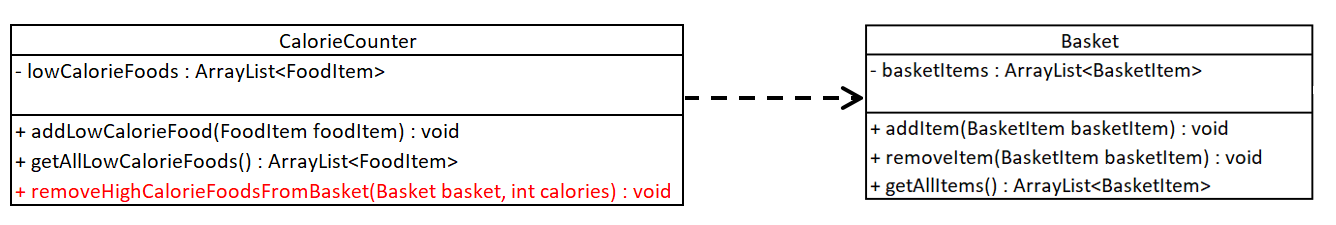 CalorieCounter
- lowCalorieFoods : ArrayList<FoodItem>
+ addLowCalorieFood(FoodItem foodItem) : void
+ getAllLowCalorieFoods() : ArrayList<FoodItem>
+ removeHighCalorieFoodsFromBasket(Basket basket, int calories) : void
Basket
- basketItems : ArrayList<BasketItem>
+ addItem(BasketItem basketItem) : void
+ removeItem(BasketItem basketItem) : void
+ getAllItems() : ArrayList<BasketItem>